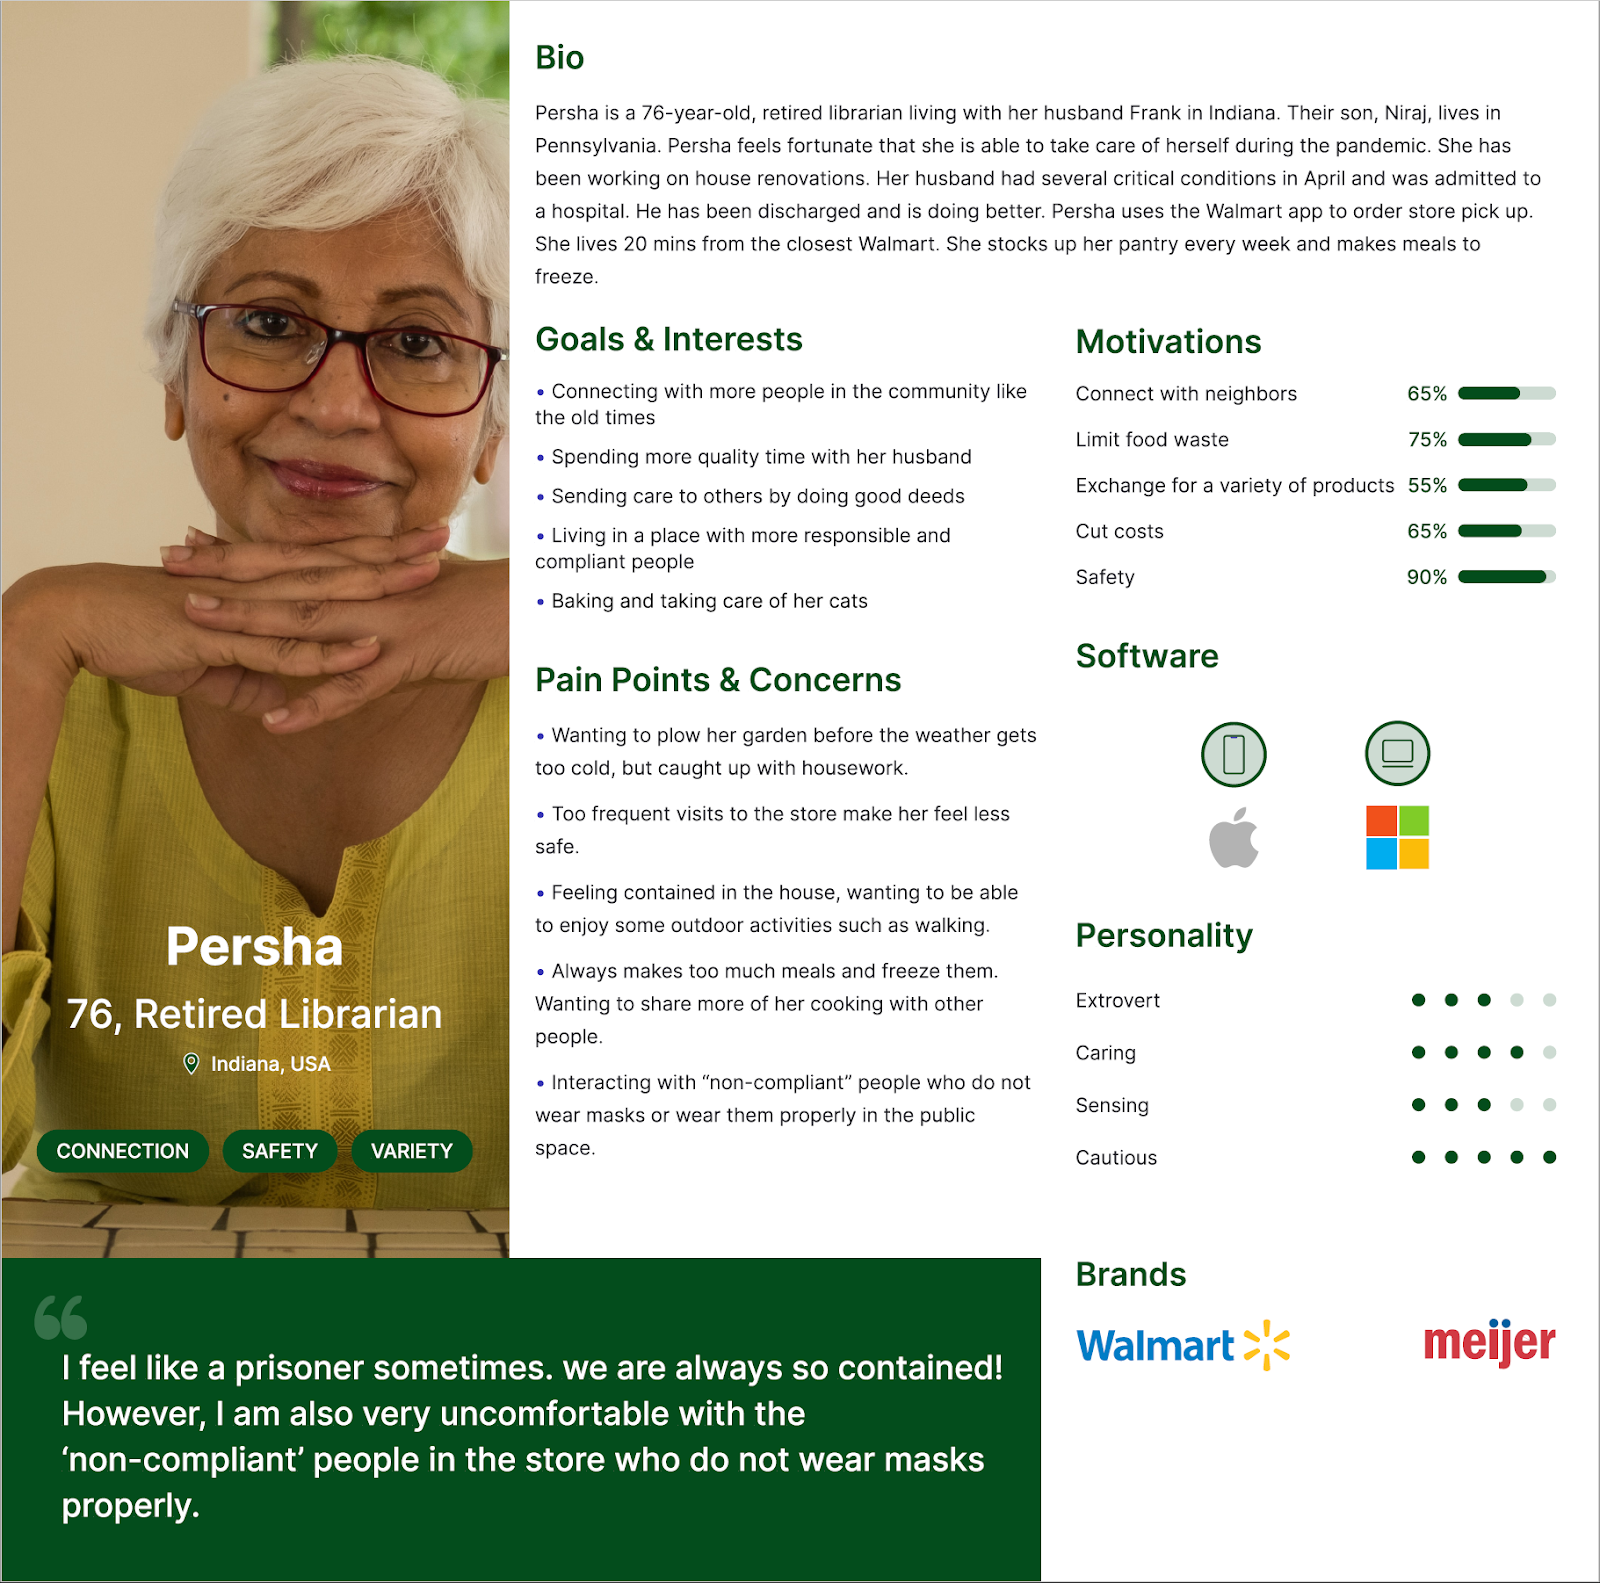 Bio
Persha is a 76-year-old, retired librarian living with her husband Frank in Indiana. Their son, Niraj, lives in
Pennsylvania. Persha feels fortunate that she is able to take care of herself during the pandemic. She has
been working on house renovations. Her husband had several critical conditions in April and was admitted to
a hospital. He has been discharged and is doing better. Persha uses the Walmart app to order store pick up.
She lives 20 mins from the closest Walmart. She stocks up her pantry every week and makes meals to
freeze.
Goals & Interests
• Connecting with more people in the community like
the old times
• Spending more quality time with her husband
• Sending care to others by doing good deeds
• Living in a place with more responsible and
compliant people
• Baking and taking care of her cats
Pain Points & Concerns
• Wanting to plow her garden before the weather gets
too cold, but caught up with housework.
• Too frequent visits to the store make her feel less
safe.
• Feeling contained in the house, wanting to be able
to enjoy some outdoor activities such as walking.
• Always makes too much meals and freeze them.
Wanting to share more of her cooking with other
people.
• Interacting with “non-compliant” people who do not
wear masks or wear them properly in the public
space.
Motivations
Connect with neighbors 65%
Limit food waste 75%
Exchange for a variety of products 55%
Cut costs 65%
Safety 90%
Software
Personality
Extrovert
Caring
Sensing
Cautious
Brands
Walmart meijer
Persha
76, Retired Librarian
Indiana, USA
CONNECTION SAFETY VARIETY
“
I feel like a prisoner sometimes. we are always so contained!
However, I am also very uncomfortable with the
‘non-compliant’ people in the store who do not wear masks
properly.